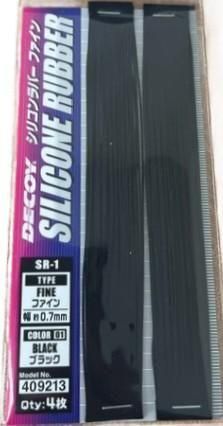 DECOY シリコンラバー ファイン
SILICONE RUBBER
SR-1
TYPE
FINE
ファイン
幅 約0.7mm
COLOR 01
BLACK
ブラック
Model No.
409213
Qty:4枚